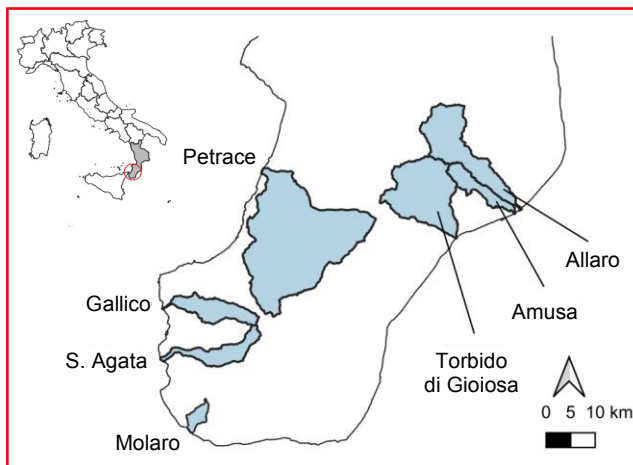 Petrace
Allaro
Gallico
Amusa
S. Agata
Torbido
di Gioiosa
Molaro
0 5 10 km